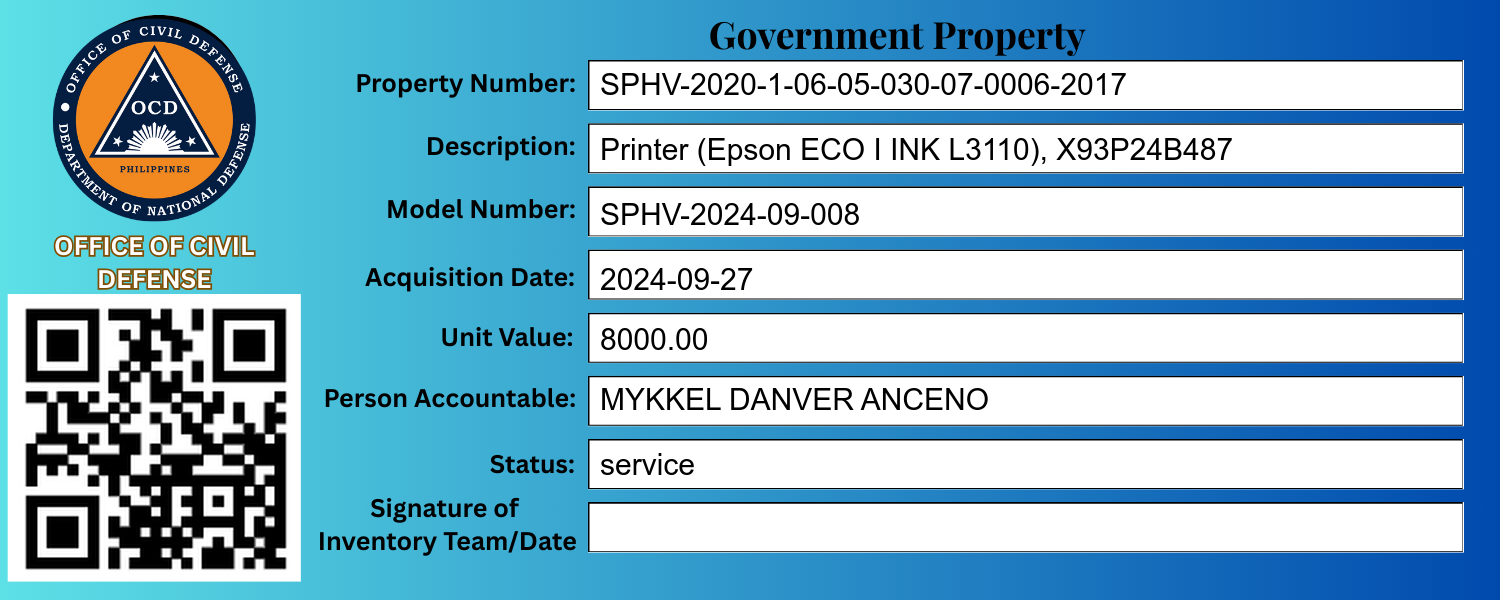 OFFICE OF CIVIL DEFENSE
OCD
PHILIPPINES
DEPARTMENT OF NATIONAL DEFENSE
OFFICE OF CIVIL
DEFENSE
Government Property
Property Number: SPHV-2020-1-06-05-030-07-0006-2017
Description: Printer (Epson ECO I INK L3110), X93P24B487
Model Number: SPHV-2024-09-008
Acquisition Date: 2024-09-27
Unit Value: 8000.00
Person Accountable: MYKKEL DANVER ANCENO
Status: service
Signature of
Inventory Team/Date